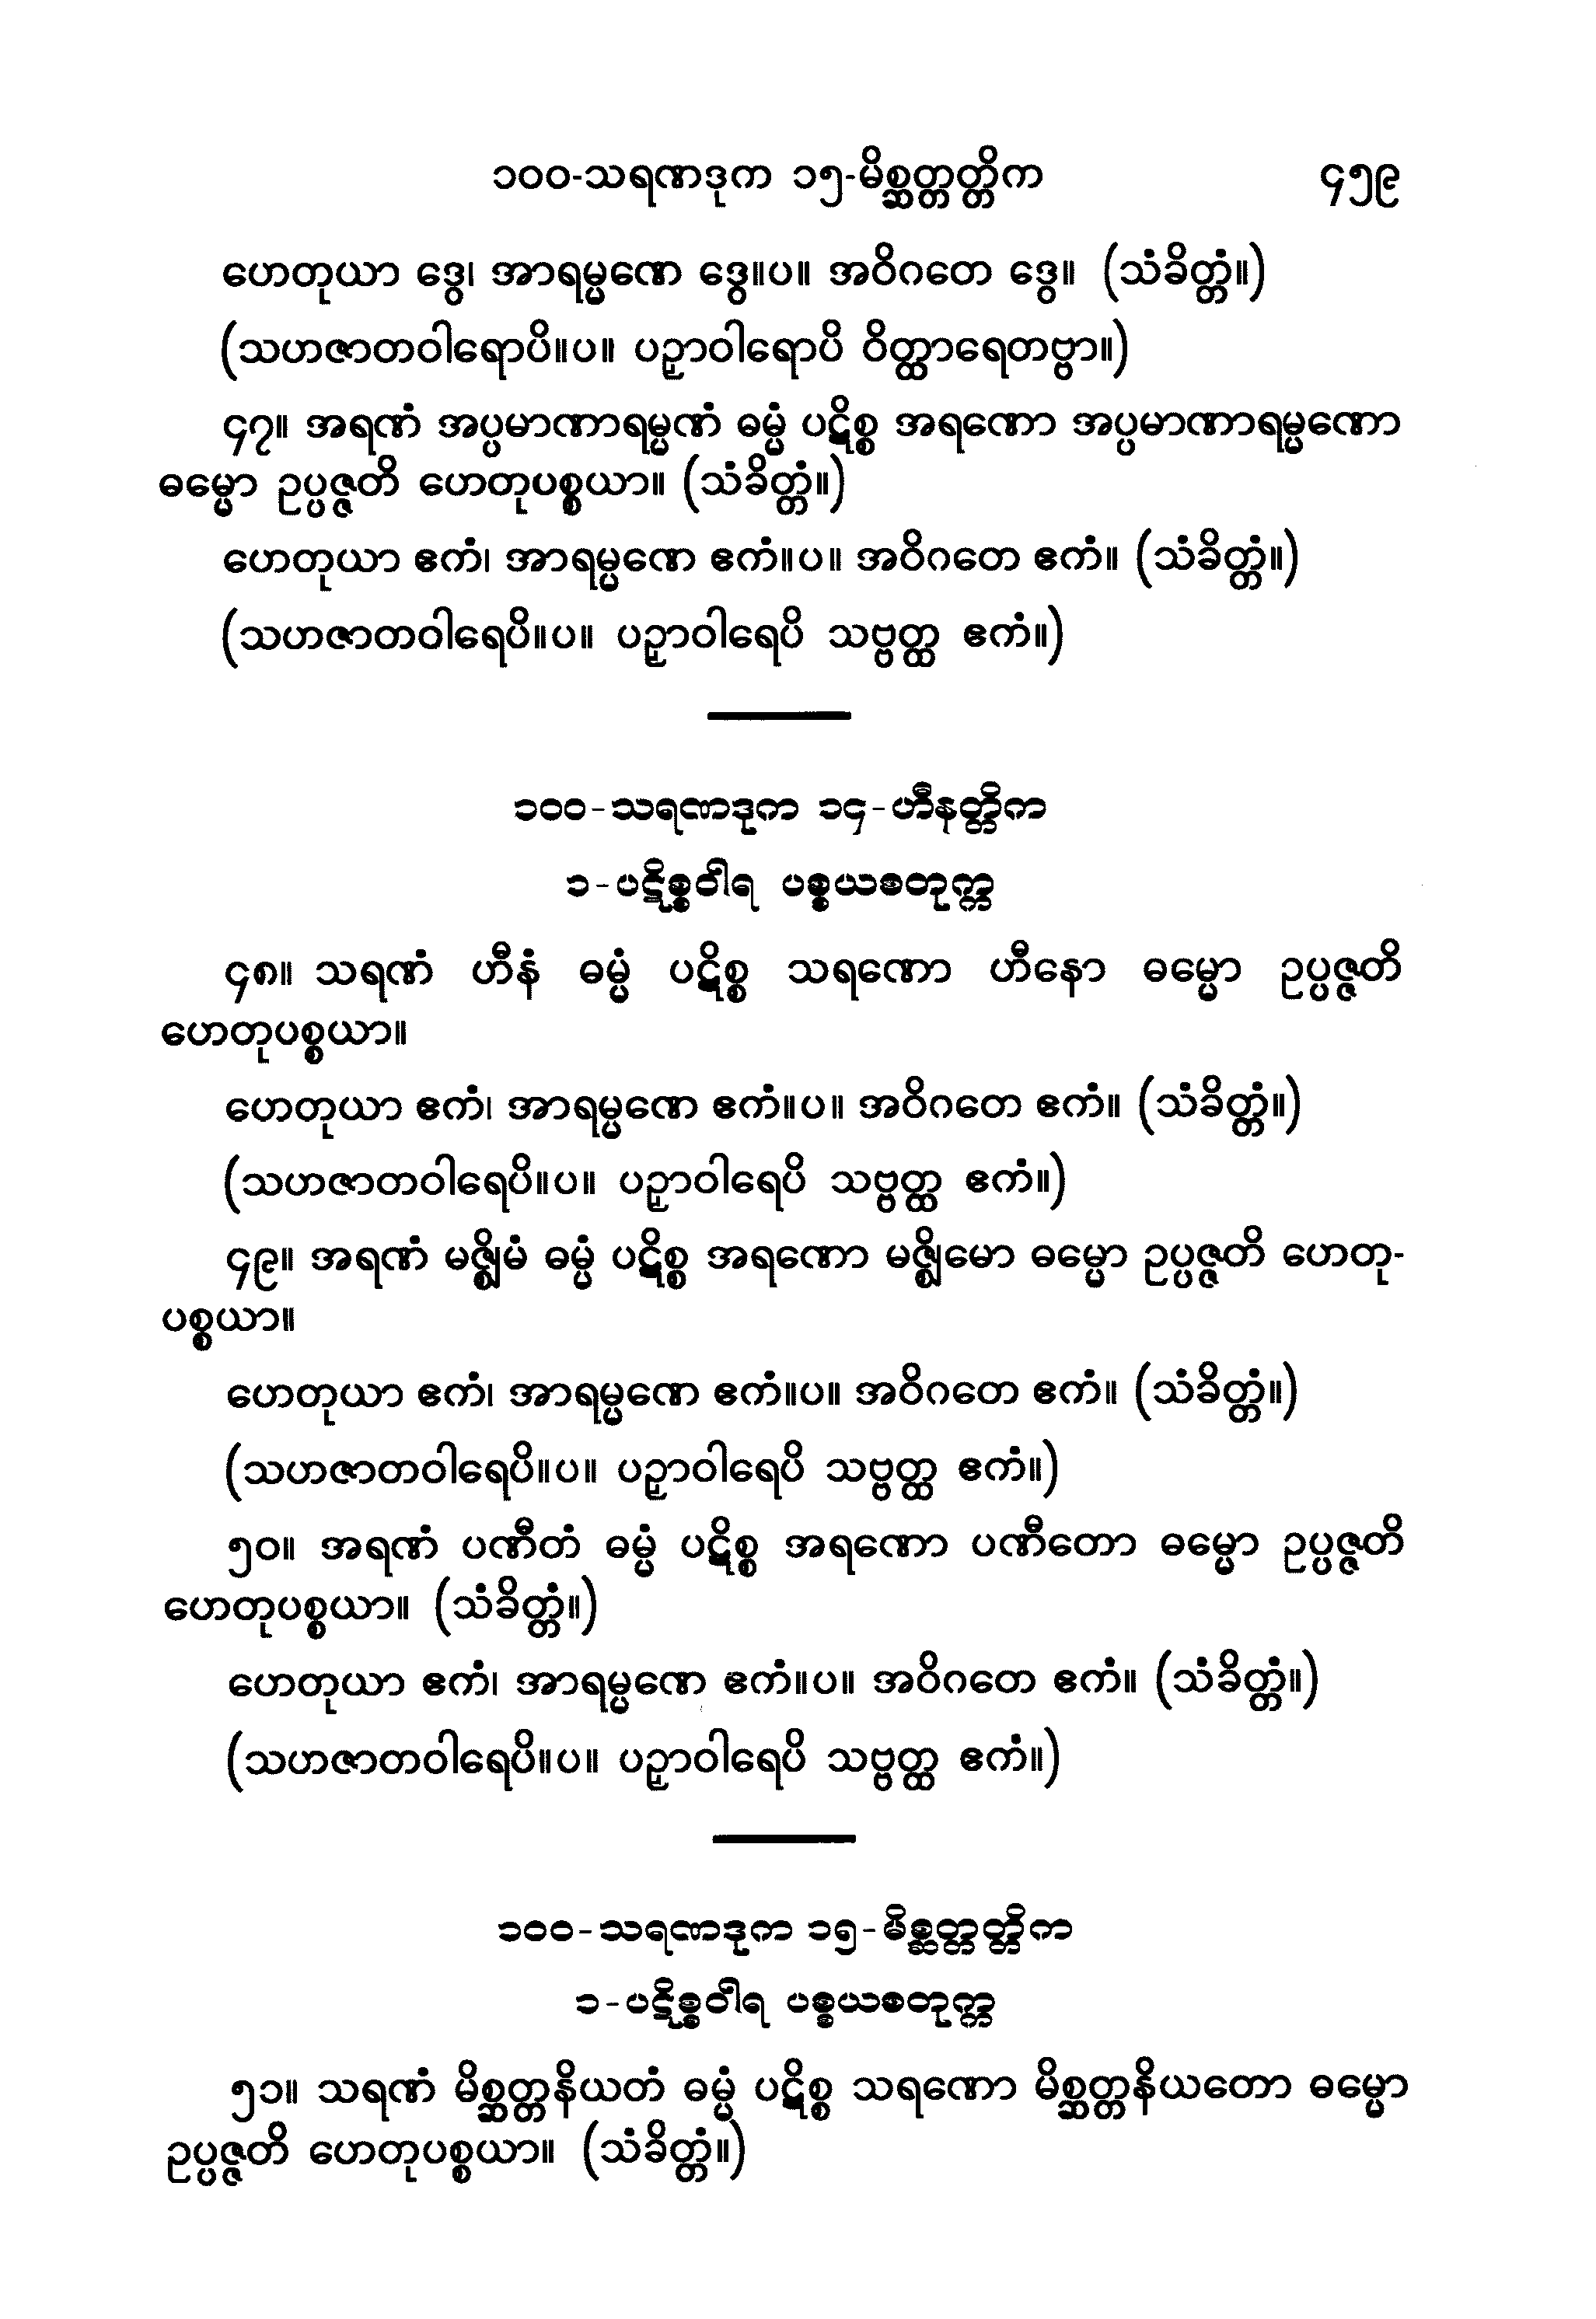 ၁၀၀-သရဏဒုက ၁၅-မိစ္ဆတ္တတ္တိက ၄၅၉
ဟေတုယာ ဒွေ၊ အာရမ္မဏေ ဒွေ။ပ။ အဝိဂတေ ဒွေ။ (သံခိတ္တံ။)
(သဟဇာတဝါရောပိ။ပ။ ပဉှာဝါရောပိ ဝိတ္ထာရေတဗ္ဗာ။)
၄၇။ အရဏံ အပ္ပမာဏာရမ္မဏံ ဓမ္မံ ပဋိစ္စ အရဏော အပ္ပမာဏာရမ္မဏော
ဓမ္မော ဥပ္ပဇ္ဇတိ ဟေတုပစ္စယာ။ (သံခိတ္တံ။)
ဟေတုယာ ဧကံ၊ အာရမ္မဏေ ဧကံ။ပ။ အဝိဂတေ ဧကံ။ (သံခိတ္တံ။)
(သဟဇာတဝါရေပိ။ပ။ ပဉှာဝါရေပိ သဗ္ဗတ္ထ ဧကံ။)
၁၀၀-သရဏဒုက ၁၄-ဟီနတ္တိက
၁-ပဋိစ္စဝါရ ပစ္စယစတုက္က
၄၈။ သရဏံ ဟီနံ ဓမ္မံ ပဋိစ္စ သရဏော ဟီနော ဓမ္မော ဥပ္ပဇ္ဇတိ
ဟေတုပစ္စယာ။
ဟေတုယာ ဧကံ၊ အာရမ္မဏေ ဧကံ။ပ။ အဝိဂတေ ဧကံ။ (သံခိတ္တံ။)
(သဟဇာတဝါရေပိ။ပ။ ပဉှာဝါရေပိ သဗ္ဗတ္ထ ဧကံ။)
၄၉။ အရဏံ မဇ္ဈိမံ ဓမ္မံ ပဋိစ္စ အရဏော မဇ္ဈိမော ဓမ္မော ဥပ္ပဇ္ဇတိ ဟေတု-
ပစ္စယာ။
ဟေတုယာ ဧကံ၊ အာရမ္မဏေ ဧကံ။ပ။ အဝိဂတေ ဧကံ။ (သံခိတ္တံ။)
(သဟဇာတဝါရေပိ။ပ။ ပဉှာဝါရေပိ သဗ္ဗတ္ထ ဧကံ။)
၅၀။ အရဏံ ပဏီတံ ဓမ္မံ ပဋိစ္စ အရဏော ပဏီတော ဓမ္မော ဥပ္ပဇ္ဇတိ
ဟေတုပစ္စယာ။ (သံခိတ္တံ။)
ဟေတုယာ ဧကံ၊ အာရမ္မဏေ ဧကံ။ပ။ အဝိဂတေ ဧကံ။ (သံခိတ္တံ။)
(သဟဇာတဝါရေပိ။ပ။ ပဉှာဝါရေပိ သဗ္ဗတ္ထ ဧကံ။)
၁၀၀-သရဏဒုက ၁၅-မိစ္ဆတ္တတ္တိက
၁-ပဋိစ္စဝါရ ပစ္စယစတုက္က
၅၁။ သရဏံ မိစ္ဆတ္တနိယတံ ဓမ္မံ ပဋိစ္စ သရဏော မိစ္ဆတ္တနိယတော ဓမ္မော
ဥပ္ပဇ္ဇတိ ဟေတုပစ္စယာ။ (သံခိတ္တံ။)